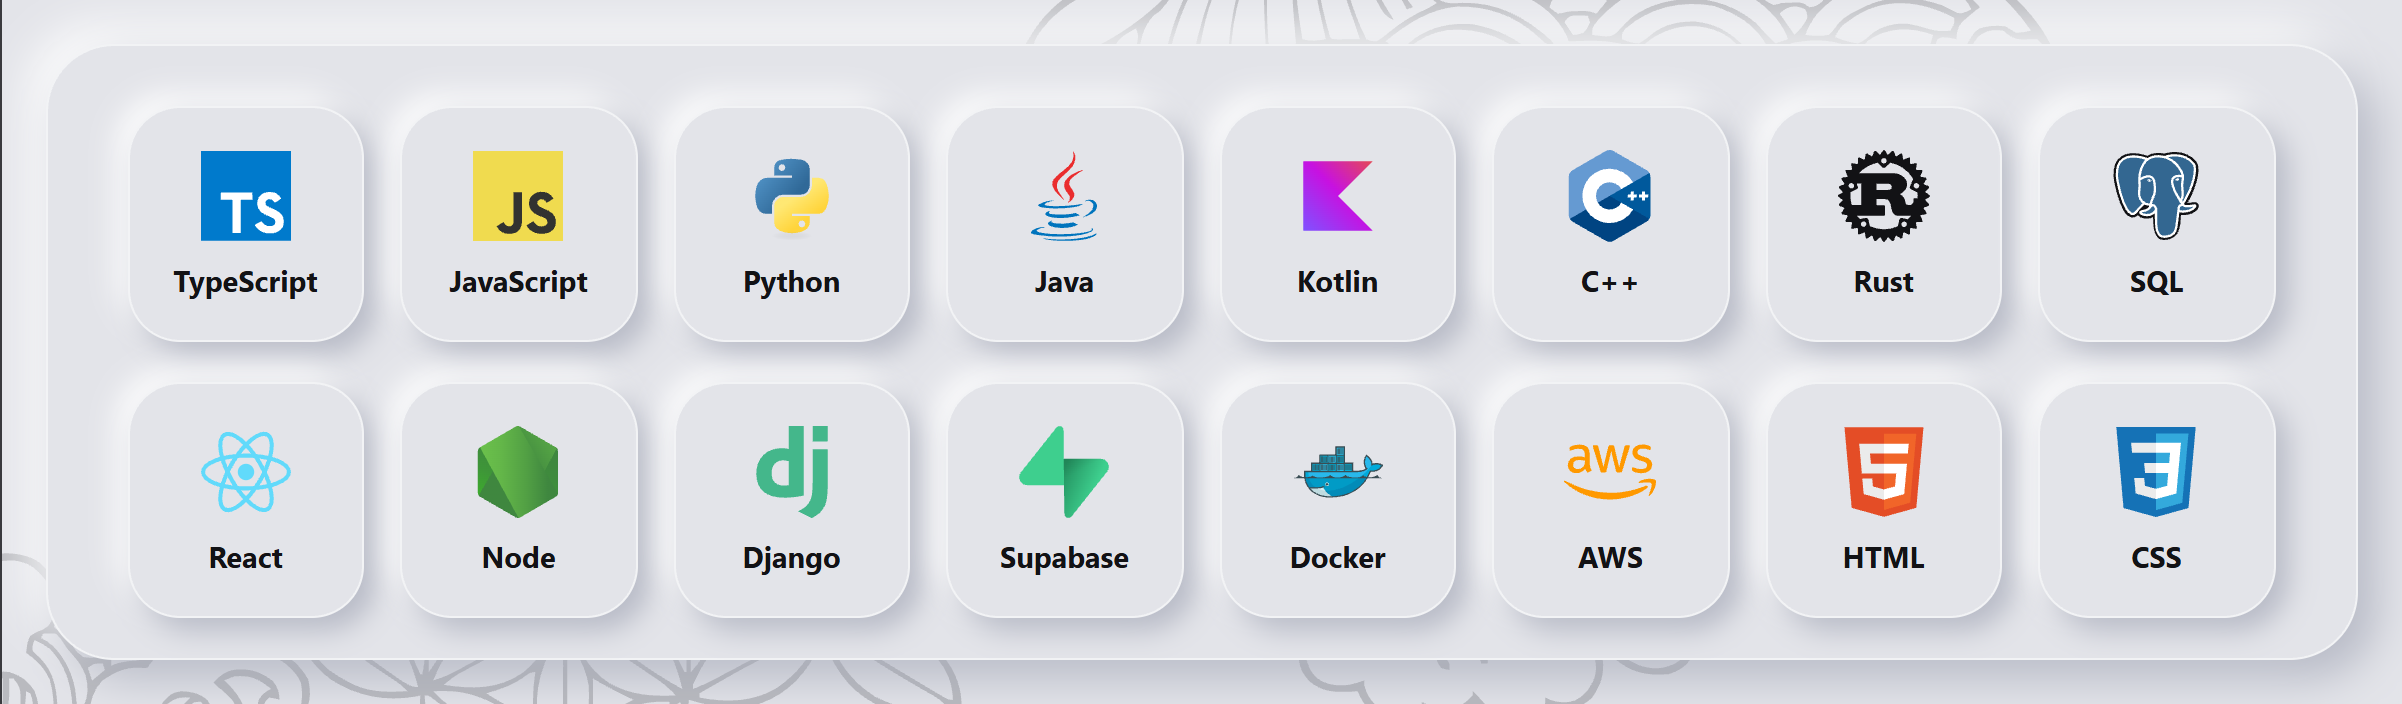 TS
JS
TypeScript
JavaScript
Python
Java
Kotlin
C++
C++
R
Rust
SQL
React
Node
dj
Django
Supabase
Docker
aws
AWS
5
HTML
3
CSS